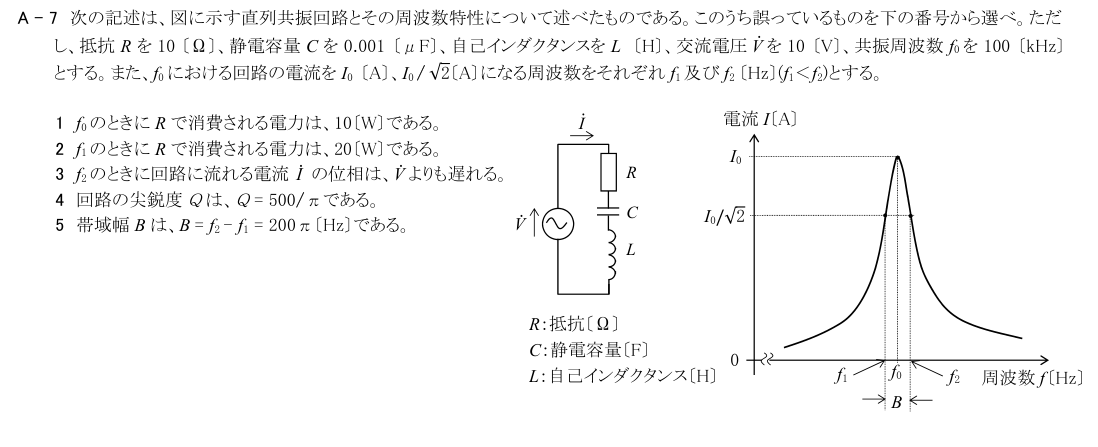 A－7 次の記述は、図に示す直列共振回路とその周波数特性について述べたものである。このうち誤っているものを下の番号から選べ。ただ
し、抵抗 R を 10〔Ω〕、静電容量 C を 0.001〔μF〕、自己インダクタンスを L〔H〕、交流電圧 V̇ を 10〔V〕、共振周波数 f₀ を 100〔kHz〕
とする。また、f₀ における回路の電流を I₀〔A〕、I₀/√2〔A〕になる周波数をそれぞれ f₁ 及び f₂〔Hz〕(f₁＜f₂)とする。
1 f₀ のときに R で消費される電力は、10〔W〕である。
2 f₁ のときに R で消費される電力は、20〔W〕である。
3 f₂ のときに回路に流れる電流 İ の位相は、V̇ よりも遅れる。
4 回路の尖鋭度 Q は、Q＝500/πである。
5 帯域幅 B は、B＝f₂－f₁＝200π〔Hz〕である。
İ
R
C
V̇
L
R：抵抗〔Ω〕
C：静電容量〔F〕
L：自己インダクタンス〔H〕
電流 I〔A〕
I₀
I₀/√2
0
f₁
f₀
f₂
周波数 f〔Hz〕
B